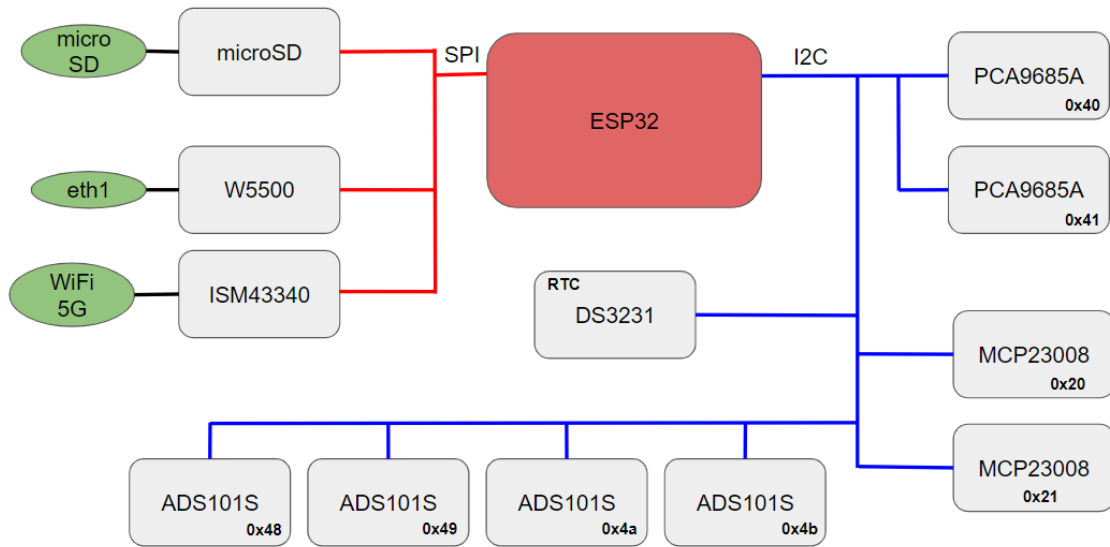 micro
SD
microSD
SPI
ESP32
I2C
PCA9685A
0x40
eth1
W5500
PCA9685A
0x41
WiFi
5G
ISM43340
RTC
DS3231
MCP23008
0x20
ADS101S
0x48
ADS101S
0x49
ADS101S
0x4a
ADS101S
0x4b
MCP23008
0x21